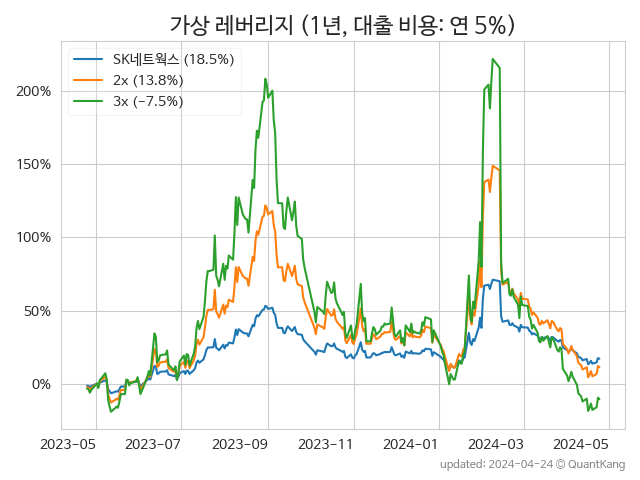 가상 레버리지 (1년, 대출 비용: 연 5%)
SK네트웍스 (18.5%)
2x (13.8%)
3x (−7.5%)
200%
150%
100%
50%
0%
2023-05 2023-07 2023-09 2023-11 2024-01 2024-03 2024-05
updated: 2024-04-24 © QuantKang